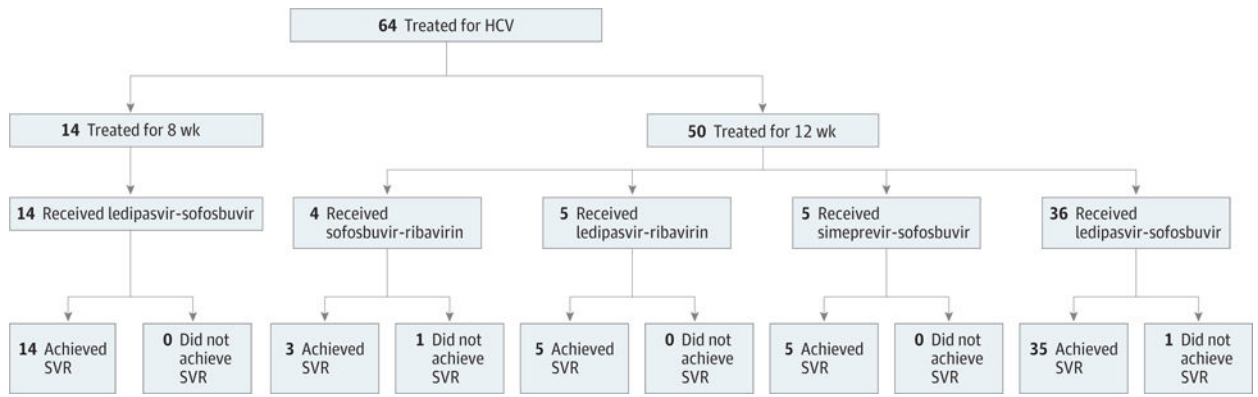 64 Treated for HCV
14 Treated for 8 wk
50 Treated for 12 wk
14 Received ledipasvir-sofosbuvir
4 Received
sofosbuvir-ribavirin
5 Received
ledipasvir-ribavirin
5 Received
simeprevir-sofosbuvir
36 Received
ledipasvir-sofosbuvir
14 Achieved
SVR
0 Did not
achieve
SVR
3 Achieved
SVR
1 Did not
achieve
SVR
5 Achieved
SVR
0 Did not
achieve
SVR
5 Achieved
SVR
0 Did not
achieve
SVR
35 Achieved
SVR
1 Did not
achieve
SVR